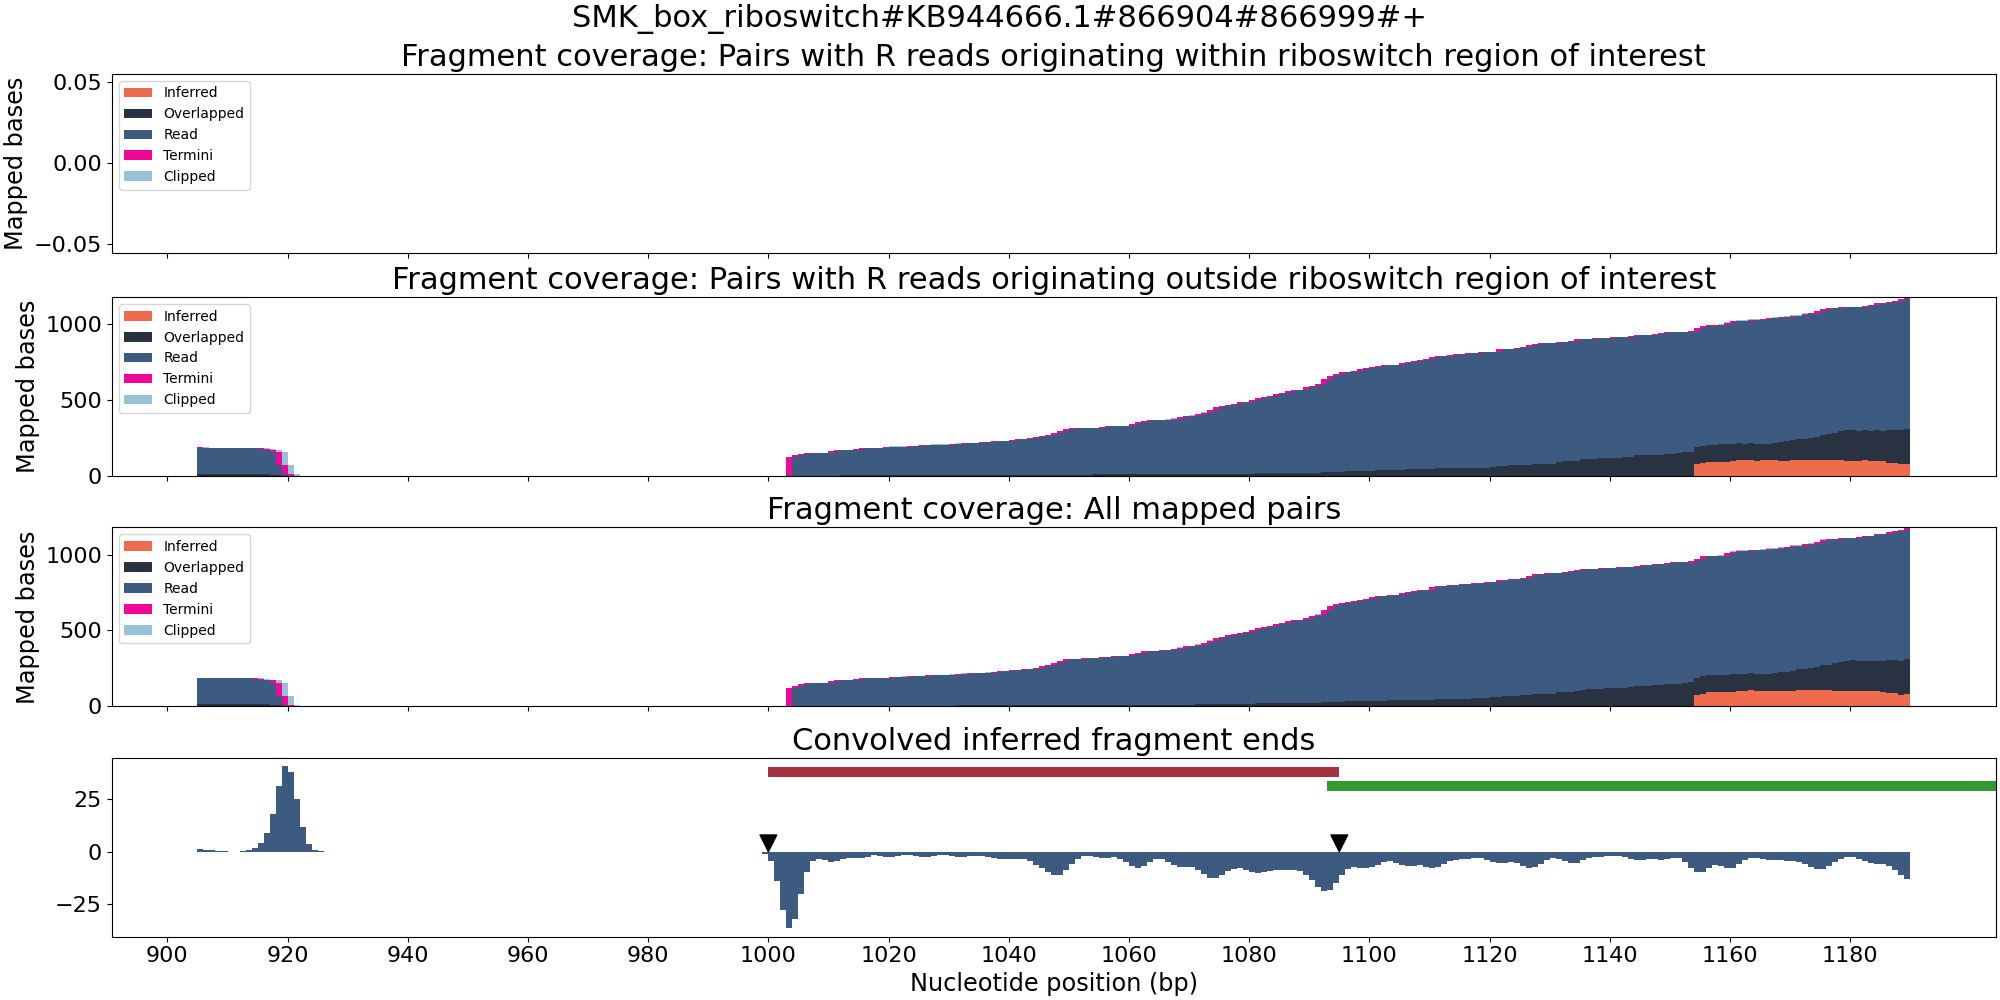 SMK_box_riboswitch#KB944666.1#866904#866999#+
Fragment coverage: Pairs with R reads originating within riboswitch region of interest
Mapped bases
0.05
0.00
−0.05
Inferred
Overlapped
Read
Termini
Clipped
Fragment coverage: Pairs with R reads originating outside riboswitch region of interest
Mapped bases
1000
500
0
Inferred
Overlapped
Read
Termini
Clipped
Fragment coverage: All mapped pairs
Mapped bases
1000
500
0
Inferred
Overlapped
Read
Termini
Clipped
Convolved inferred fragment ends
25
0
−25
900 920 940 960 980 1000 1020 1040 1060 1080 1100 1120 1140 1160 1180
Nucleotide position (bp)